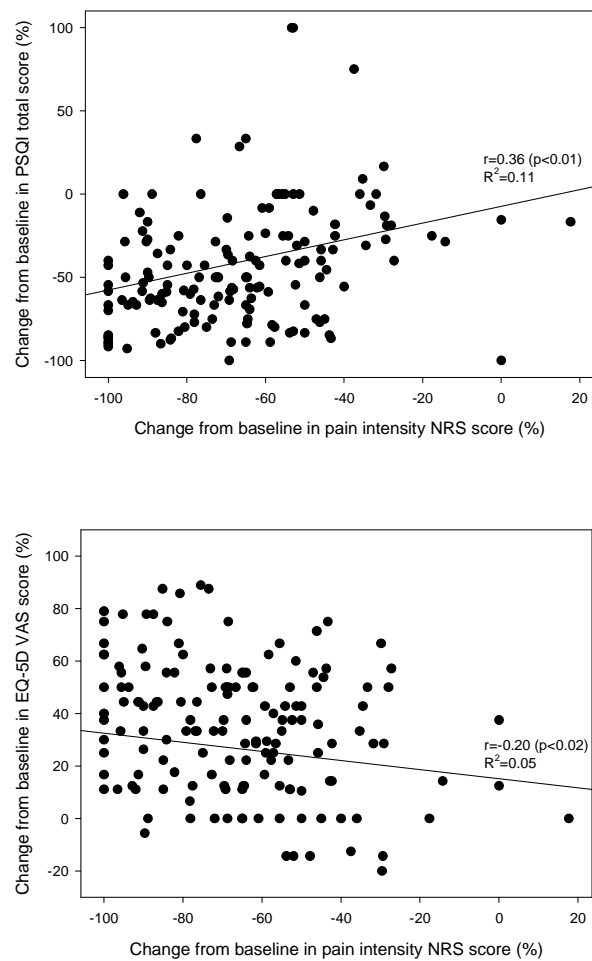 100
50
0
-50
-100
Change from baseline in PSQI total score (%)
r=0.36 (p<0.01)
R²=0.11
-100 -80 -60 -40 -20 0 20
Change from baseline in pain intensity NRS score (%)
100
80
60
40
20
0
-20
Change from baseline in EQ-5D VAS score (%)
r=-0.20 (p<0.02)
R²=0.05
-100 -80 -60 -40 -20 0 20
Change from baseline in pain intensity NRS score (%)